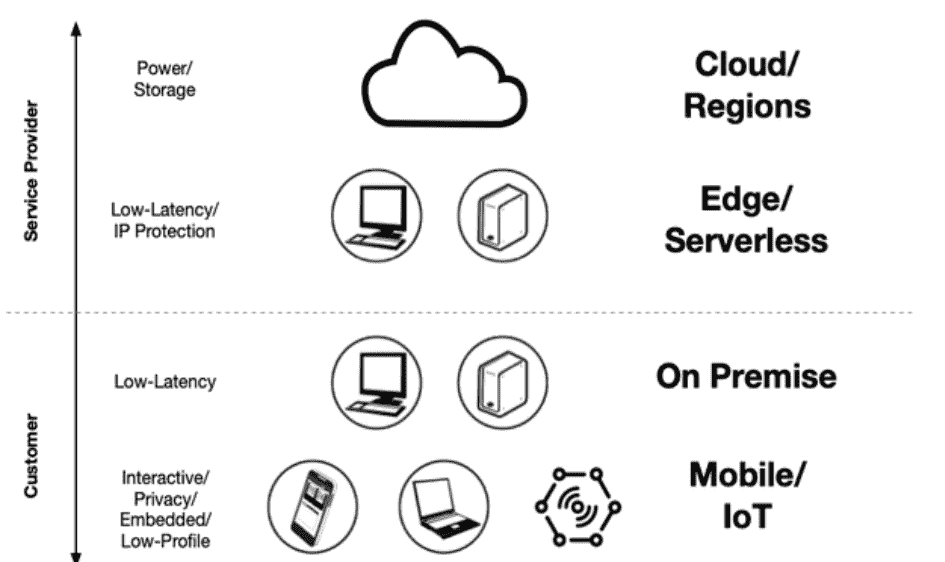 Service Provider
Power/
Storage
Cloud/
Regions
Low-Latency/
IP Protection
Edge/
Serverless
Customer
Low-Latency
On Premise
Interactive/
Privacy/
Embedded/
Low-Profile
Mobile/
IoT